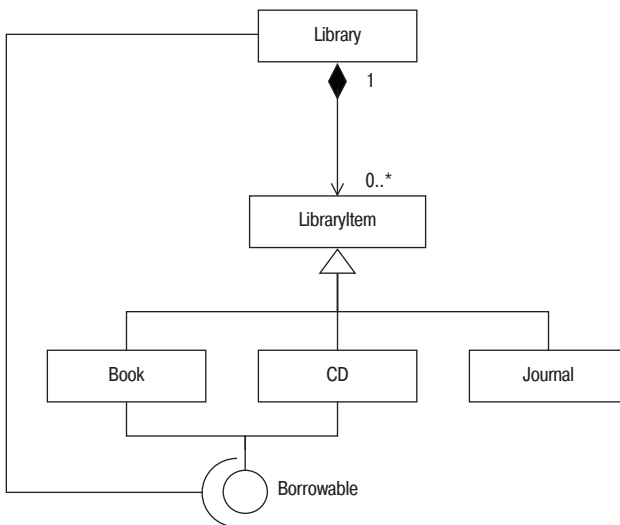 Library
1
0..*
LibraryItem
Book
CD
Journal
Borrowable